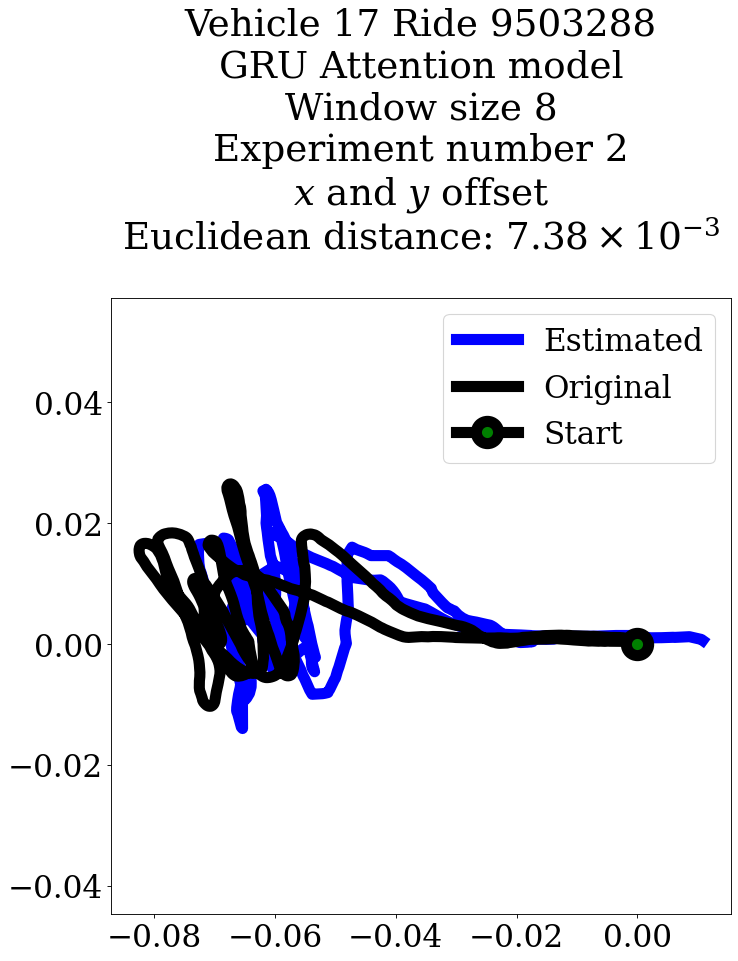 Vehicle 17 Ride 9503288
GRU Attention model
Window size 8
Experiment number 2
x and y offset
Euclidean distance: 7.38 × 10⁻³
Estimated
Original
Start
0.04
0.02
0.00
−0.02
−0.04
−0.08 −0.06 −0.04 −0.02 0.00